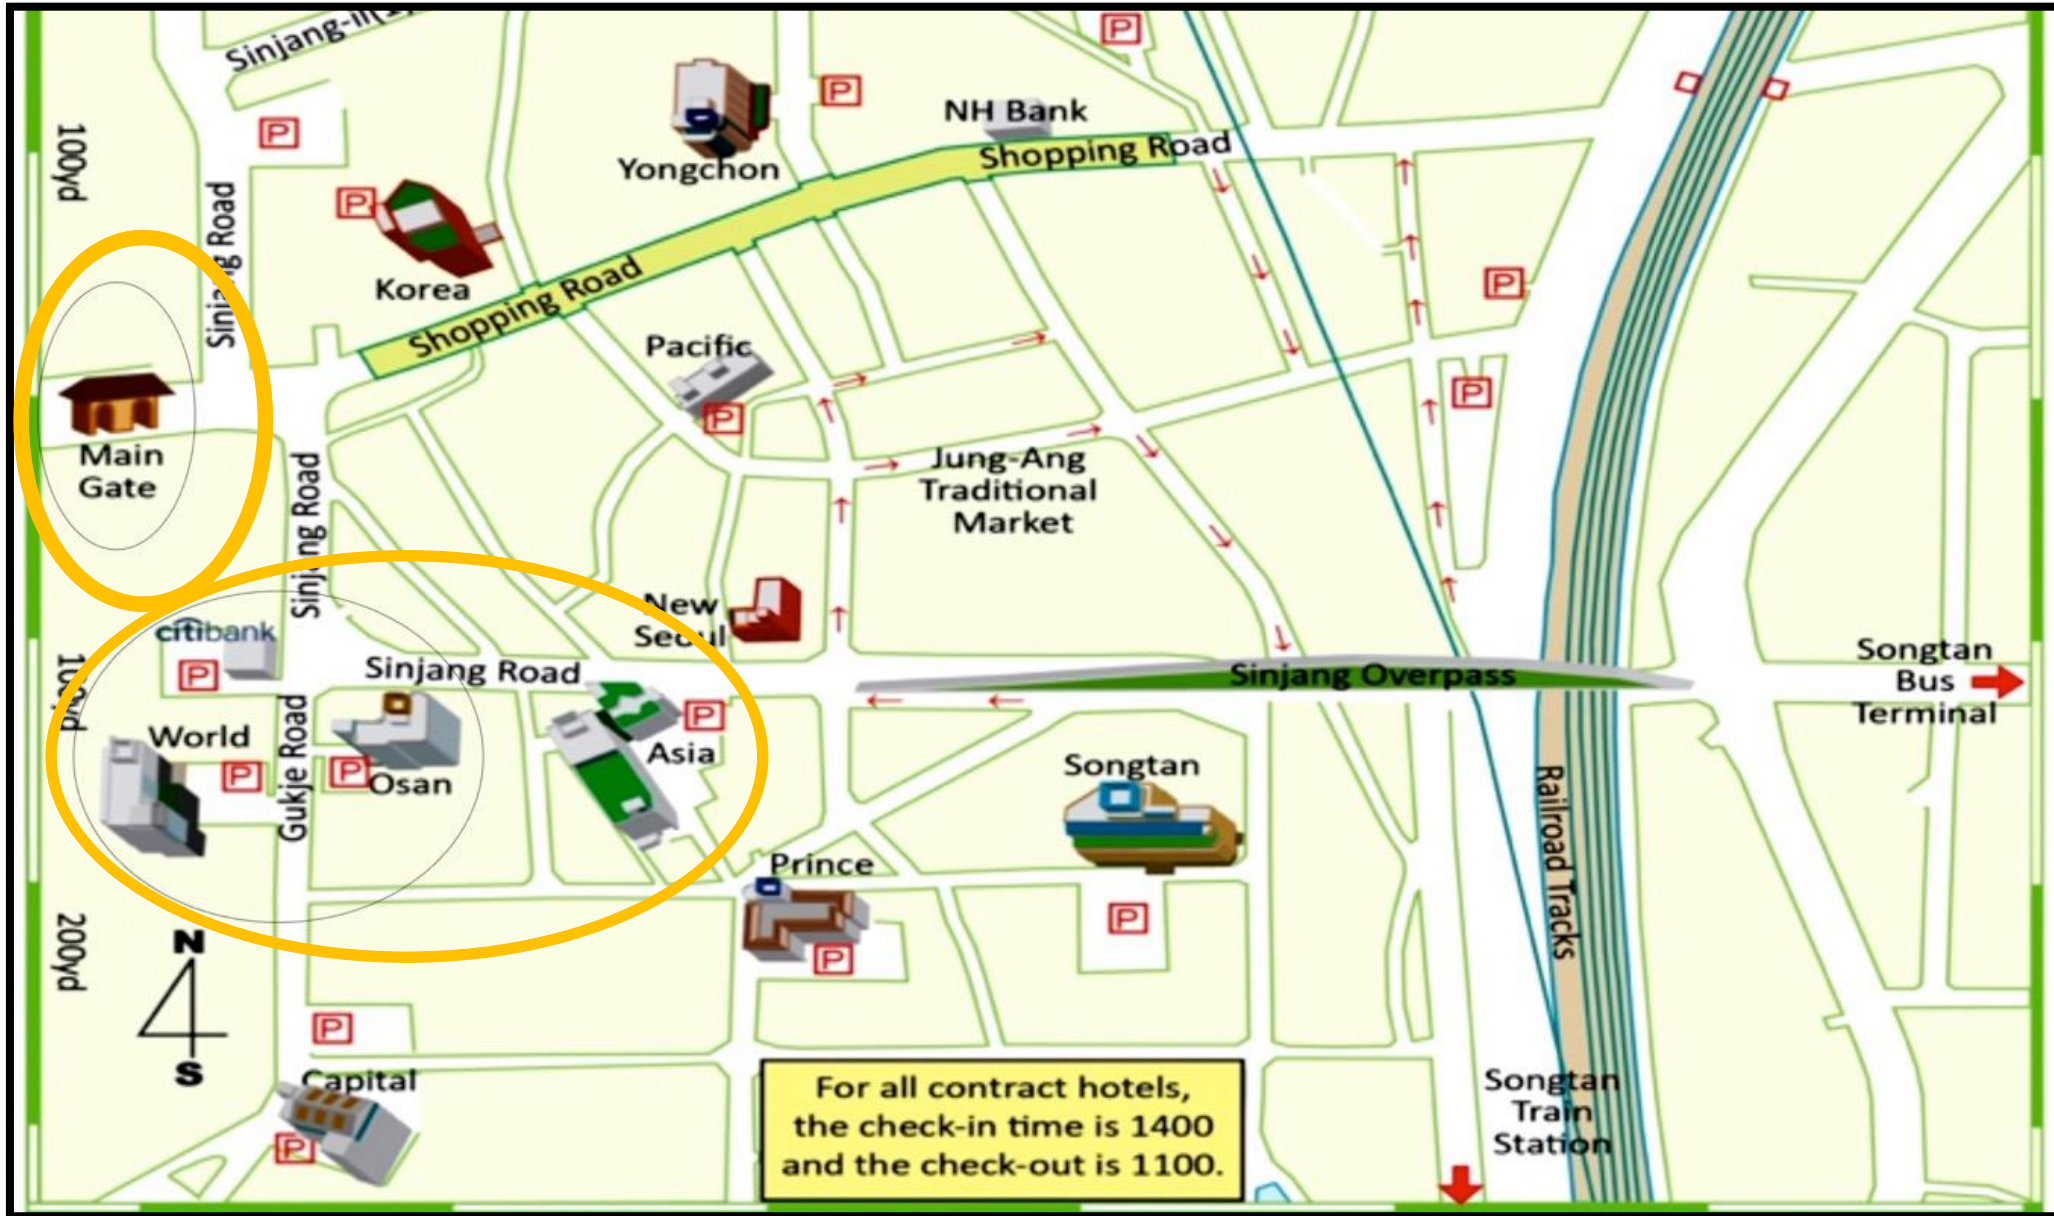 Sinjang-il(1)
P
P
NH Bank
Shopping Road
100yd
P
Yongchon
Sinjang Road
P
Korea
P
Shopping Road
Pacific
P
P
Main
Gate
Sinjang Road
Jung-Ang
Traditional
Market
New
Seoul
citibank
P
100yd
Sinjang Road
Sinjang Overpass
Songtan
Bus
Terminal
World
P
Gukje Road
P
Osan
P
Asia
Songtan
Railroad Tracks
Prince
P
P
200yd
N
S
P
Capital
P
For all contract hotels,
the check-in time is 1400
and the check-out is 1100.
Songtan
Train
Station